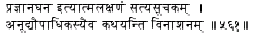 प्रज्ञानघन इत्यात्मलक्षणं सत्यसूचकम् ।
अनूद्यौपाधिकस्यैव कथयन्ति विनाशनम् ॥५६१॥